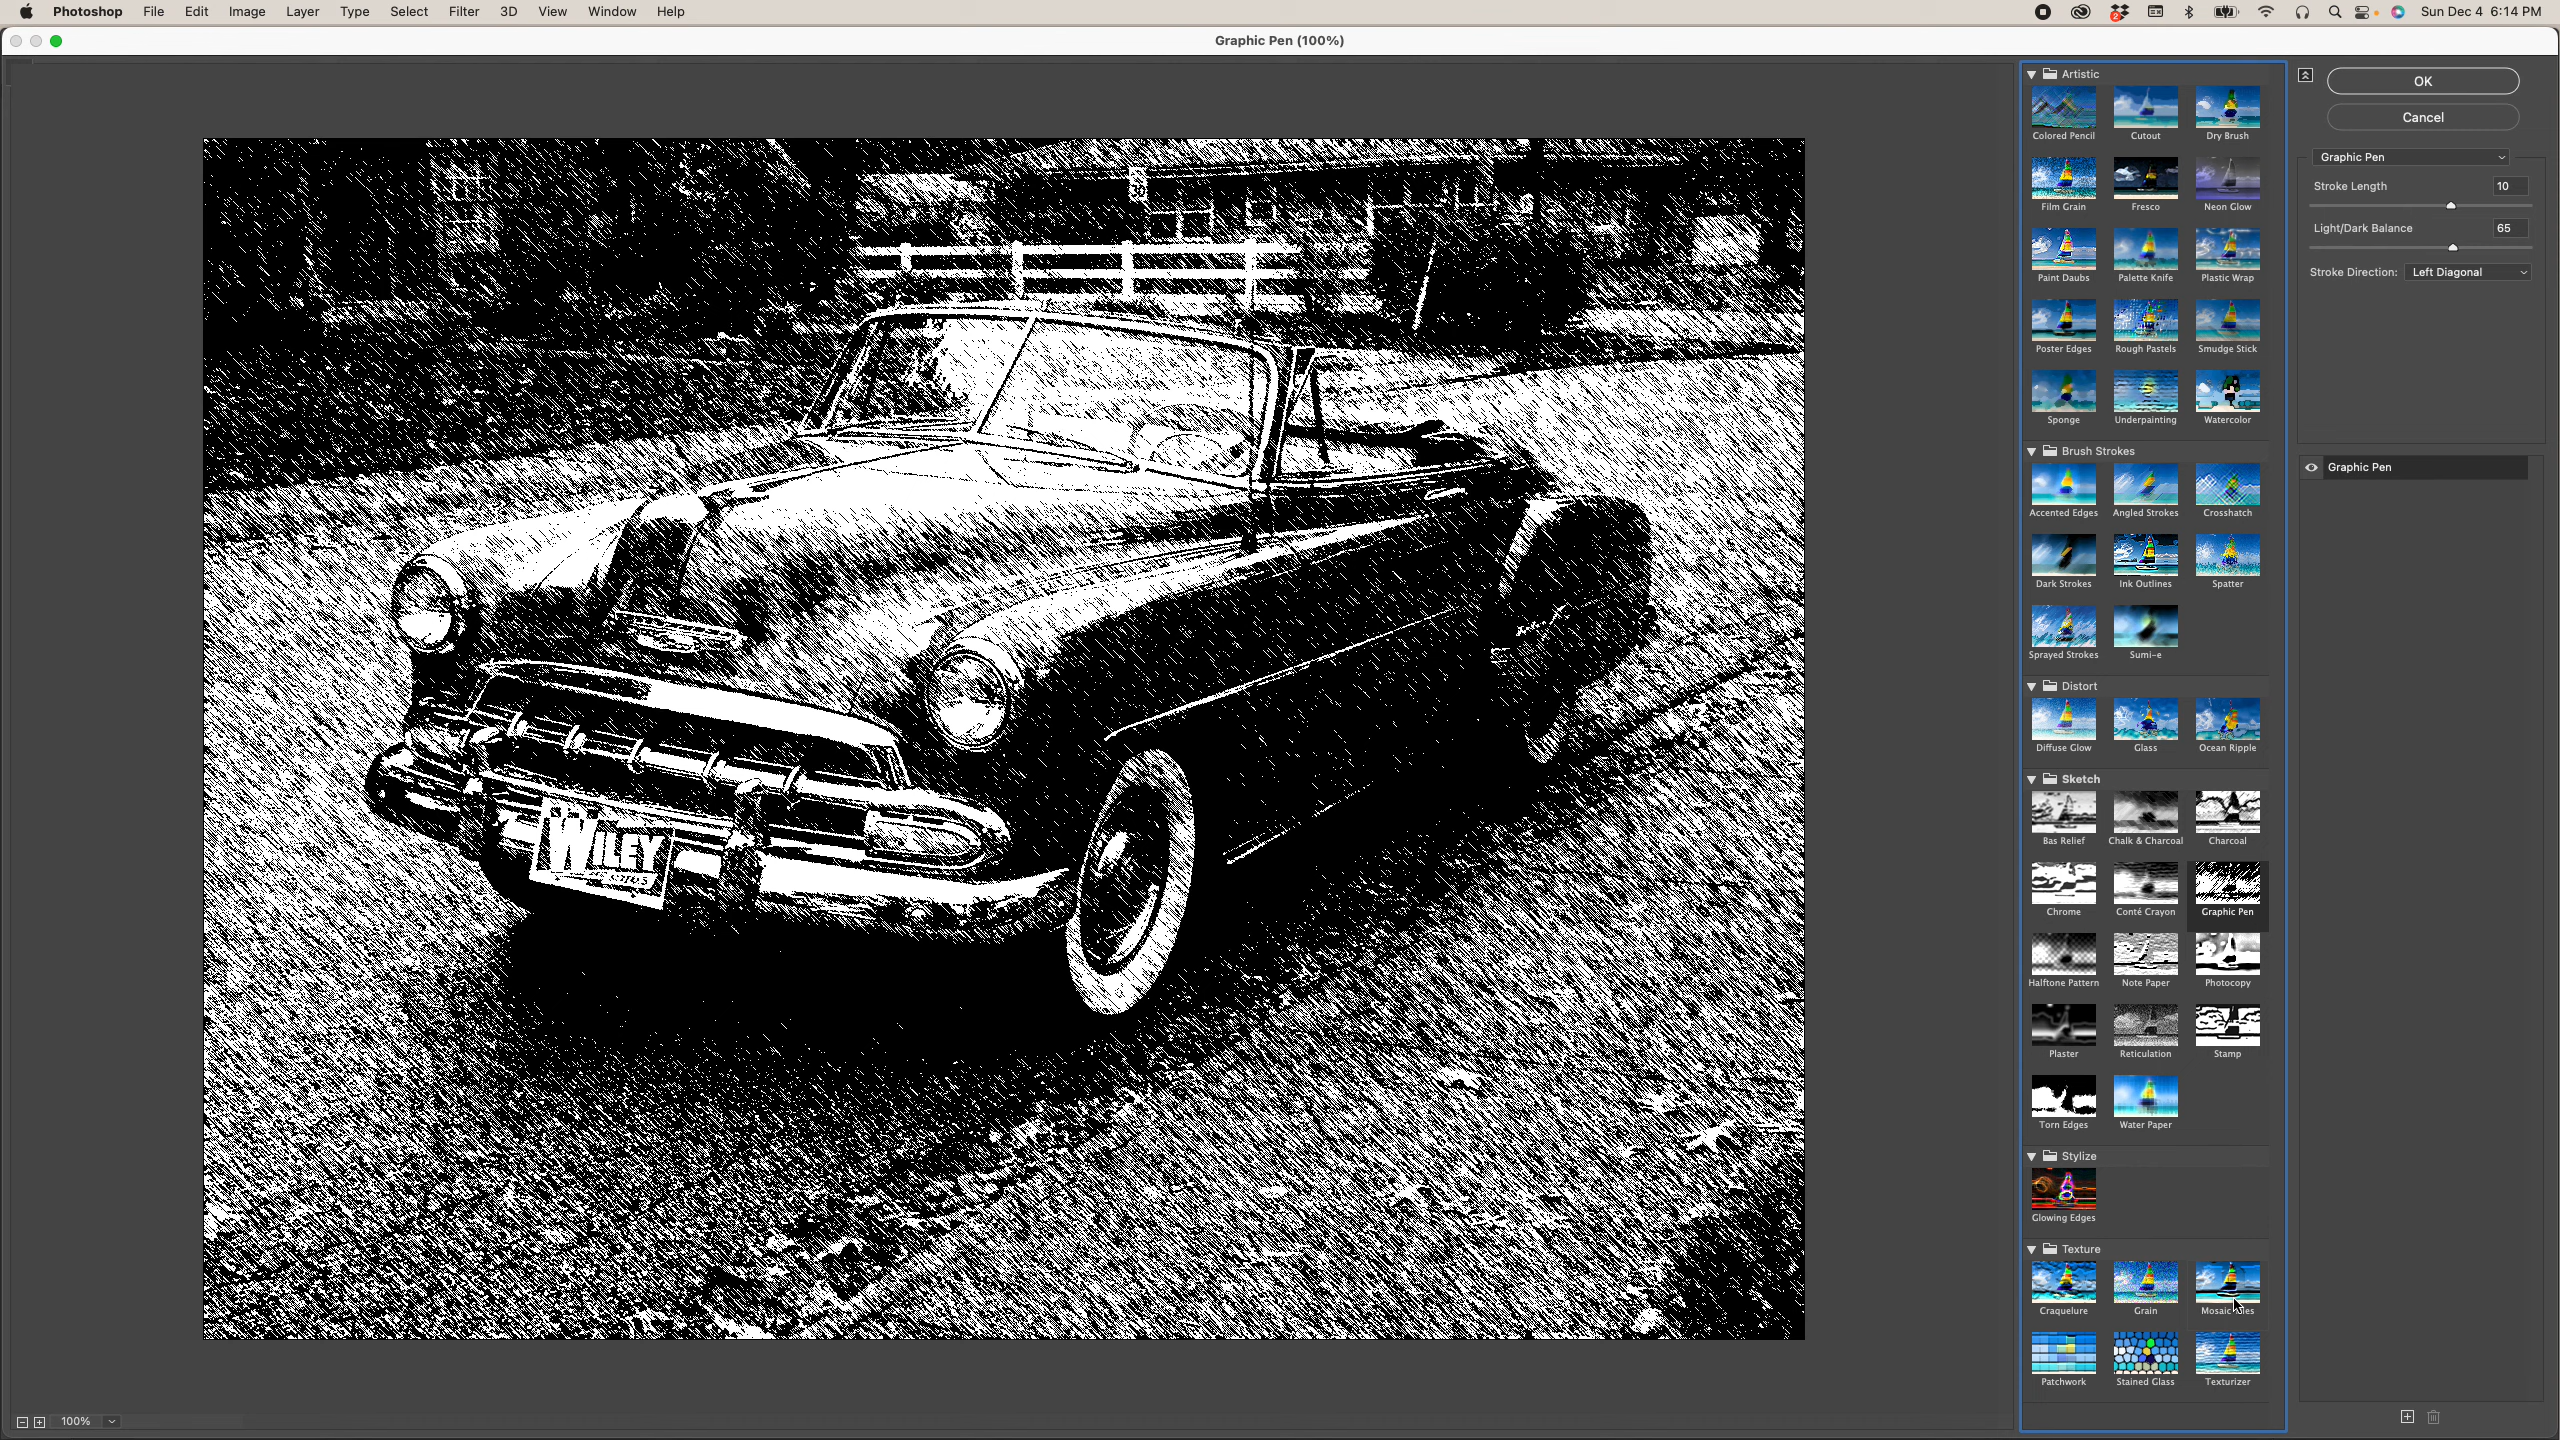 Photoshop File Edit Image Layer Type Select Filter 3D View Window Help
2
Sun Dec 4 6:14 PM
Graphic Pen (100%)
Artistic
Colored Pencil Cutout Dry Brush
Film Grain Fresco Neon Glow
Paint Daubs Palette Knife Plastic Wrap
Poster Edges Rough Pastels Smudge Stick
Sponge Underpainting Watercolor
Brush Strokes
Accented Edges Angled Strokes Crosshatch
Dark Strokes Ink Outlines Spatter
Sprayed Strokes Sumi-e
Distort
Diffuse Glow Glass Ocean Ripple
Sketch
Bas Relief Chalk & Charcoal Charcoal
Chrome Conté Crayon Graphic Pen
Halftone Pattern Note Paper Photocopy
Plaster Reticulation Stamp
Torn Edges Water Paper
Stylize
Glowing Edges
Texture
Craquelure Grain Mosaic
Patchwork Stained Glass Texturizer
OK
Cancel
Graphic Pen
Stroke Length 10
Light/Dark Balance 65
Stroke Direction: Left Diagonal
Graphic Pen
WILEY
100%